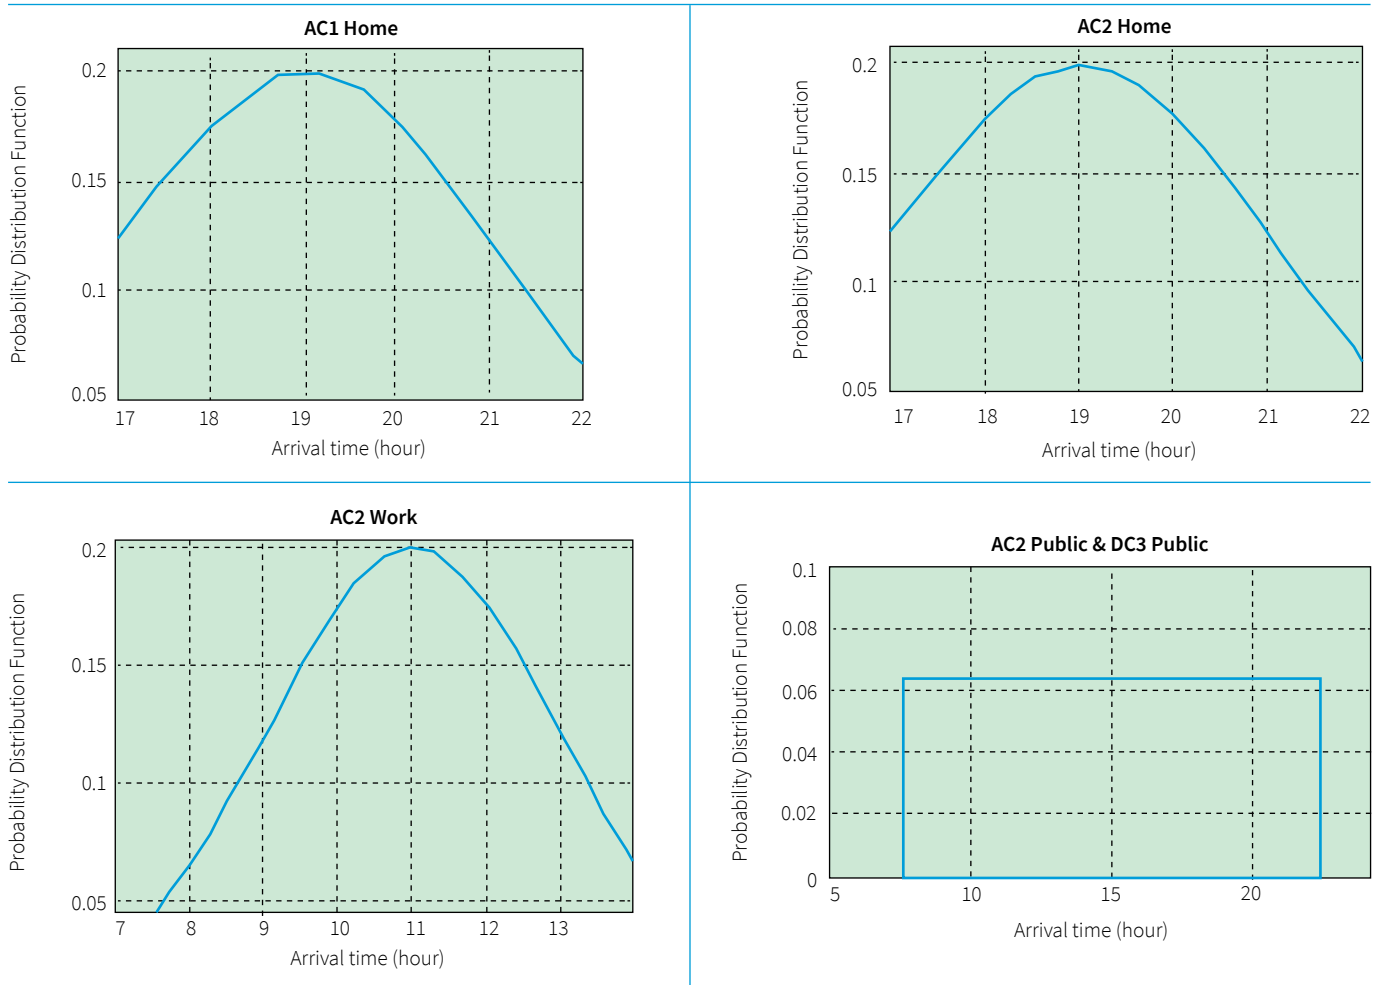 AC1 Home
Probability Distribution Function
0.2
0.15
0.1
0.05
17 18 19 20 21 22
Arrival time (hour)
AC2 Home
Probability Distribution Function
0.2
0.15
0.1
0.05
17 18 19 20 21 22
Arrival time (hour)
AC2 Work
Probability Distribution Function
0.2
0.15
0.1
0.05
7 8 9 10 11 12 13
Arrival time (hour)
AC2 Public & DC3 Public
Probability Distribution Function
0.1
0.08
0.06
0.04
0.02
0
5 10 15 20
Arrival time (hour)